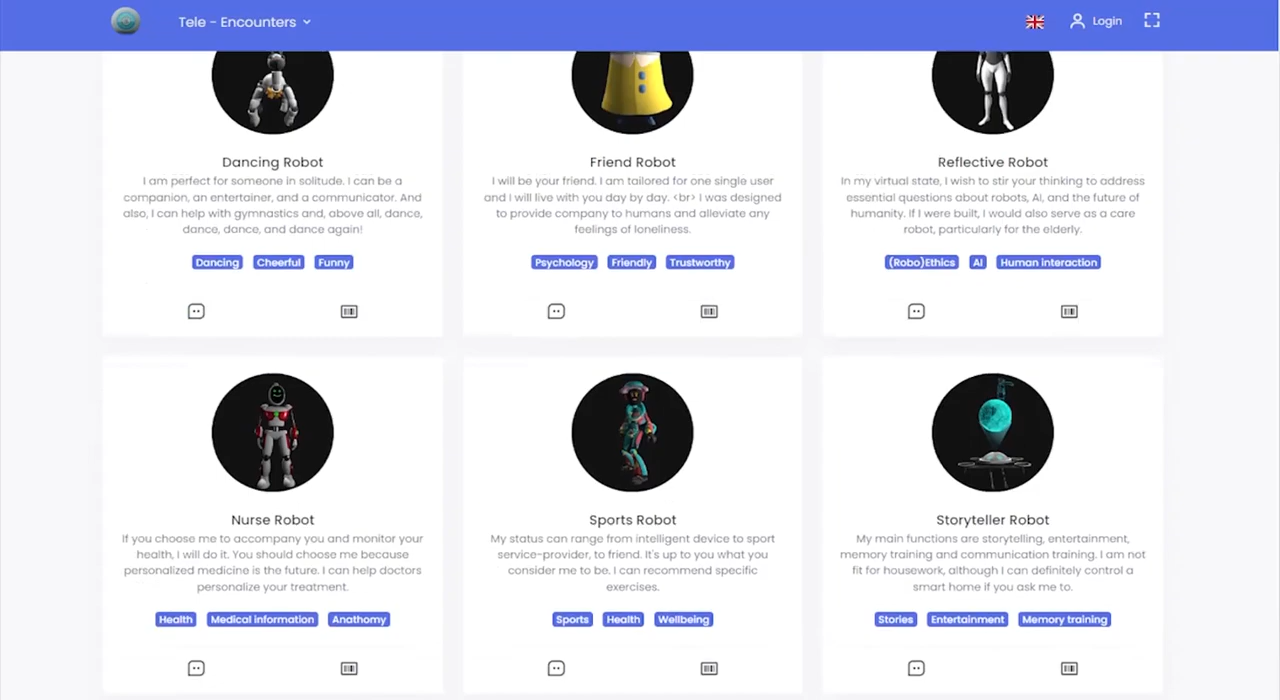 Tele - Encounters
Login
Dancing Robot
I am perfect for someone in solitude. I can be a
companion, an entertainer, and a communicator. And
also, I can help with gymnastics and, above all, dance,
dance, dance, and dance again!
Dancing Cheerful Funny
Friend Robot
I will be your friend. I am tailored for one single user
and I will live with you day by day. <br> I was designed
to provide company to humans and alleviate any
feelings of loneliness.
Psychology Friendly Trustworthy
Reflective Robot
In my virtual state, I wish to stir your thinking to address
essential questions about robots, AI, and the future of
humanity. If I were built, I would also serve as a care
robot, particularly for the elderly.
(Robo)Ethics AI Human interaction
Nurse Robot
If you choose me to accompany you and monitor your
health, I will do it. You should choose me because
personalized medicine is the future. I can help doctors
personalize your treatment.
Health Medical information Anathomy
Sports Robot
My status can range from intelligent device to sport
service-provider, to friend. It's up to you what you
consider me to be. I can recommend specific
exercises.
Sports Health Wellbeing
Storyteller Robot
My main functions are storytelling, entertainment,
memory training and communication training. I am not
fit for housework, although I can definitely control a
smart home if you ask me to.
Stories Entertainment Memory training